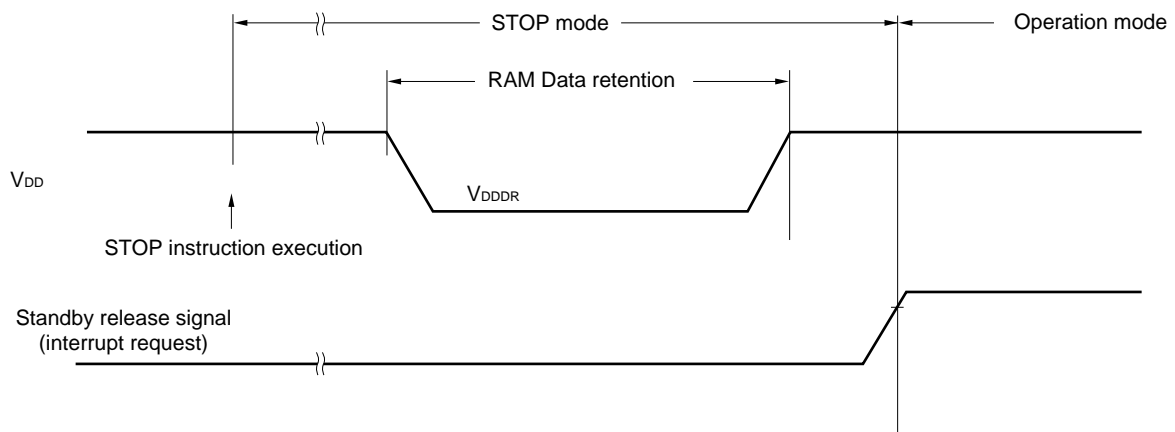 STOP mode
Operation mode
RAM Data retention
VDD
VDDDR
STOP instruction execution
Standby release signal
(interrupt request)